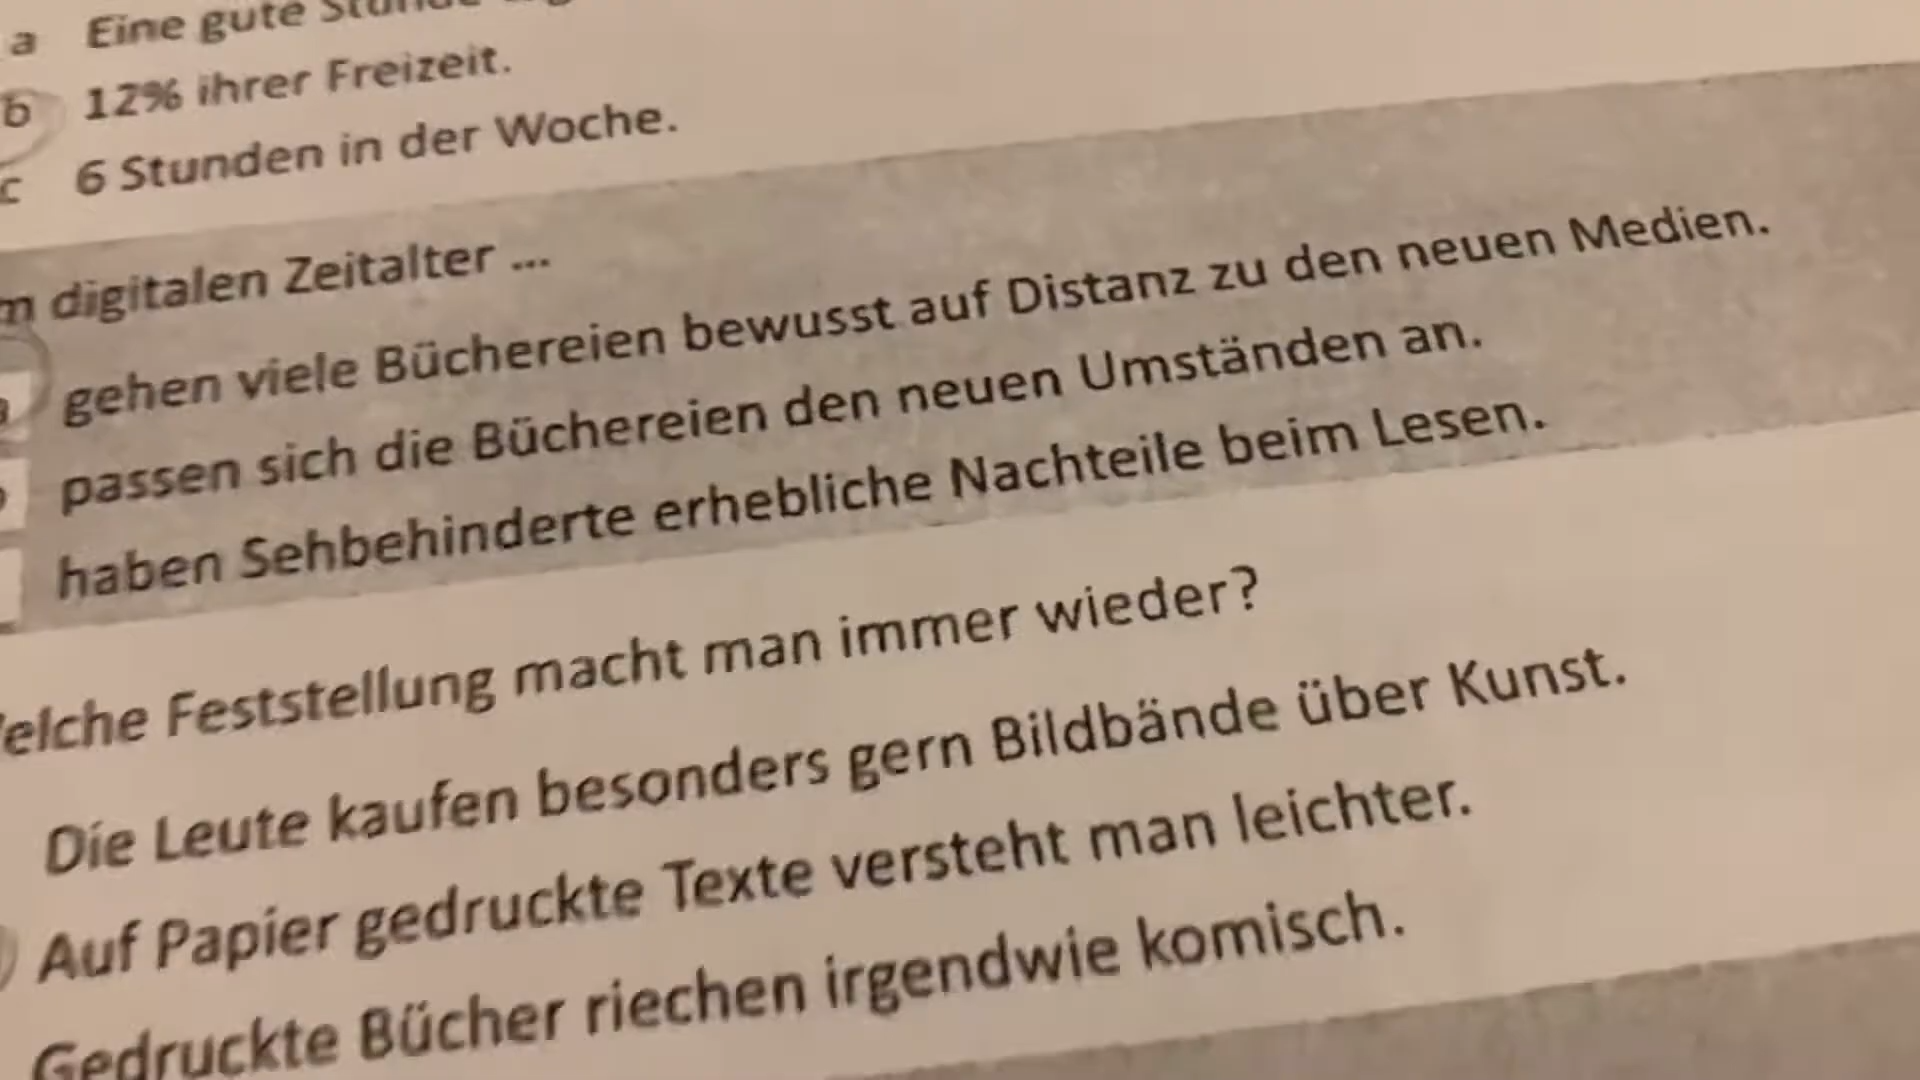 a Eine gute
b 12% ihrer Freizeit.
c 6 Stunden in der Woche.
digitalen Zeitalter ...
gehen viele Büchereien bewusst auf Distanz zu den neuen Medien.
passen sich die Büchereien den neuen Umständen an.
haben Sehbehinderte erhebliche Nachteile beim Lesen.
elche Feststellung macht man immer wieder?
Die Leute kaufen besonders gern Bildbände über Kunst.
Auf Papier gedruckte Texte versteht man leichter.
Gedruckte Bücher riechen irgendwie komisch.